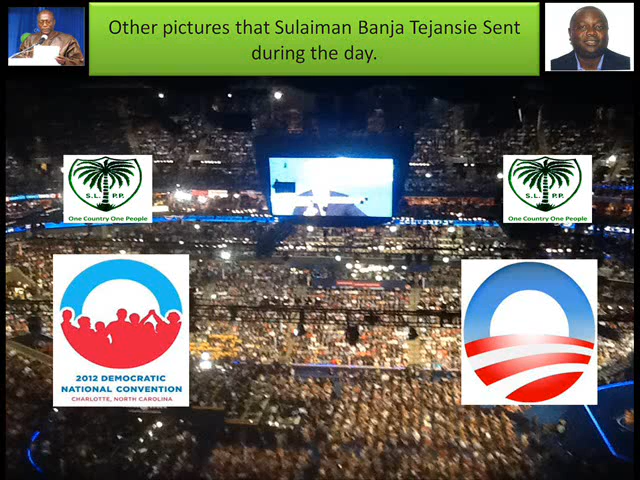 Other pictures that Sulaiman Banja Tejansie Sent
during the day.
S.L. P.P.
One Country One People
S.L. P.P.
One Country One People
2012 DEMOCRATIC
NATIONAL CONVENTION
CHARLOTTE, NORTH CAROLINA